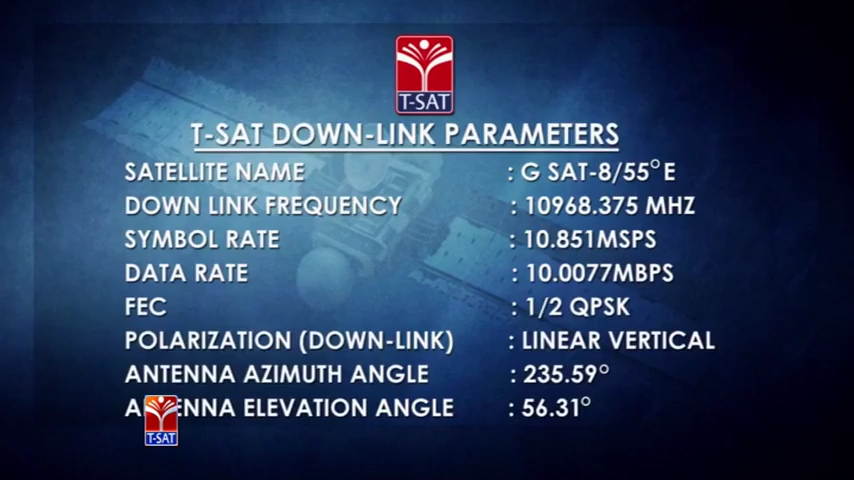 T-SAT
T-SAT DOWN-LINK PARAMETERS
SATELLITE NAME : G SAT-8/55° E
DOWN LINK FREQUENCY : 10968.375 MHZ
SYMBOL RATE : 10.851MSPS
DATA RATE : 10.0077MBPS
FEC : 1/2 QPSK
POLARIZATION (DOWN-LINK) : LINEAR VERTICAL
ANTENNA AZIMUTH ANGLE : 235.59°
ANTENNA ELEVATION ANGLE : 56.31°
T-SAT